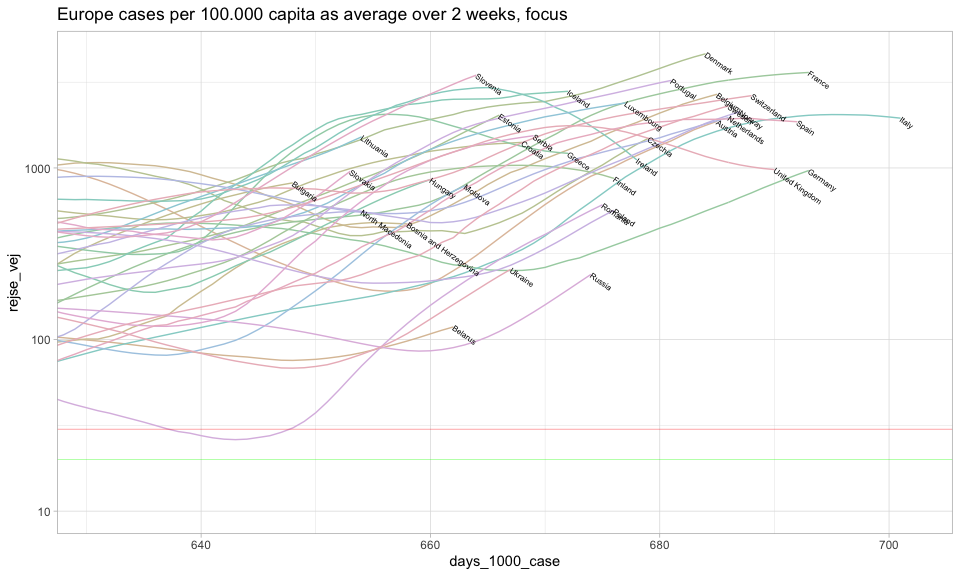 Europe cases per 100.000 capita as average over 2 weeks, focus
rejse_vej
1000
100
10
Denmark
France
Slovenia
Portugal
Iceland
Switzerland
Luxembourg
Estonia
Netherlands
Austria
Spain
Italy
Lithuania
Serbia
Croatia
Czechia
Greece
Ireland
United Kingdom
Germany
Slovakia
Bulgaria
Hungary
Moldova
Finland
North Macedonia
Bosnia and Herzegovina
Ukraine
Russia
Belarus
640
660
680
700
days_1000_case